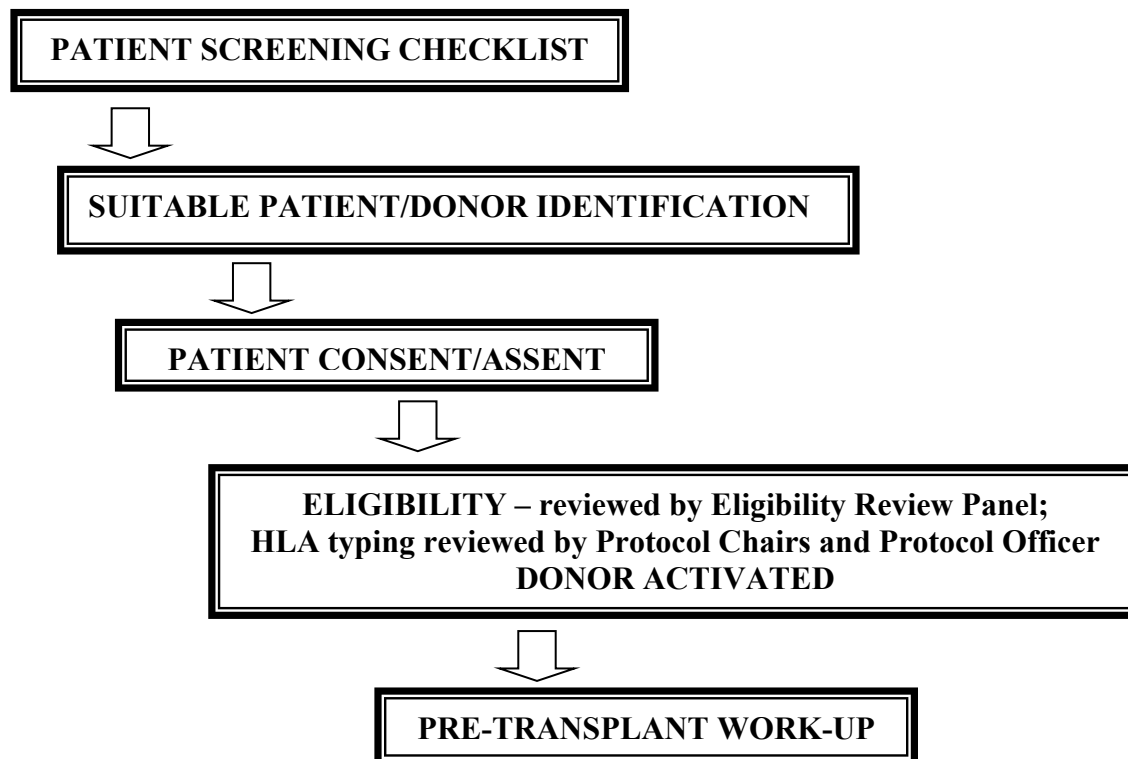 PATIENT SCREENING CHECKLIST
SUITABLE PATIENT/DONOR IDENTIFICATION
PATIENT CONSENT/ASSENT
ELIGIBILITY – reviewed by Eligibility Review Panel;
HLA typing reviewed by Protocol Chairs and Protocol Officer
DONOR ACTIVATED
PRE-TRANSPLANT WORK-UP